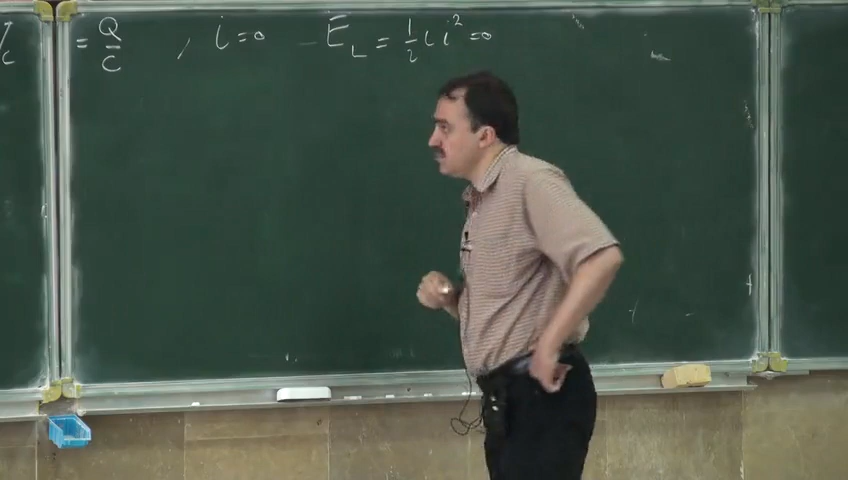 = Q/C , i=0 _ E_L = 1/2 L i^2 =0